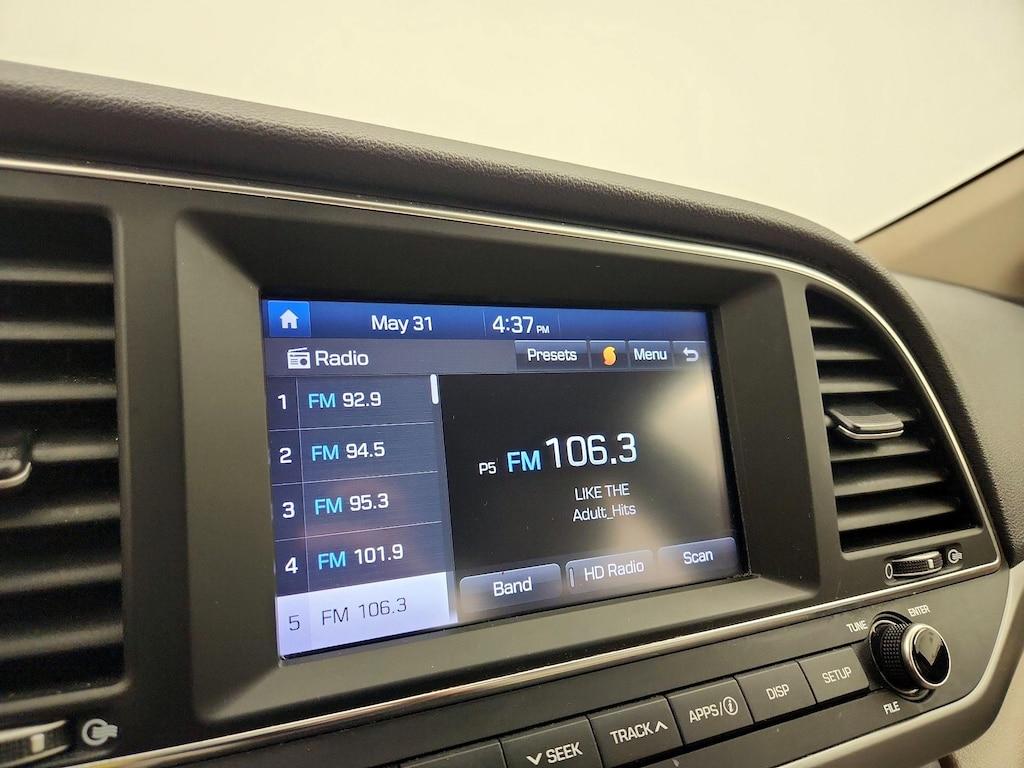 May 31 4:37 PM
Radio Presets Menu
1 FM 92.9
2 FM 94.5
3 FM 95.3
4 FM 101.9
5 FM 106.3
P5 FM 106.3
LIKE THE
Adult_Hits
Band HD Radio Scan
TUNE ENTER
FILE
SEEK TRACK APPS/i DISP SETUP